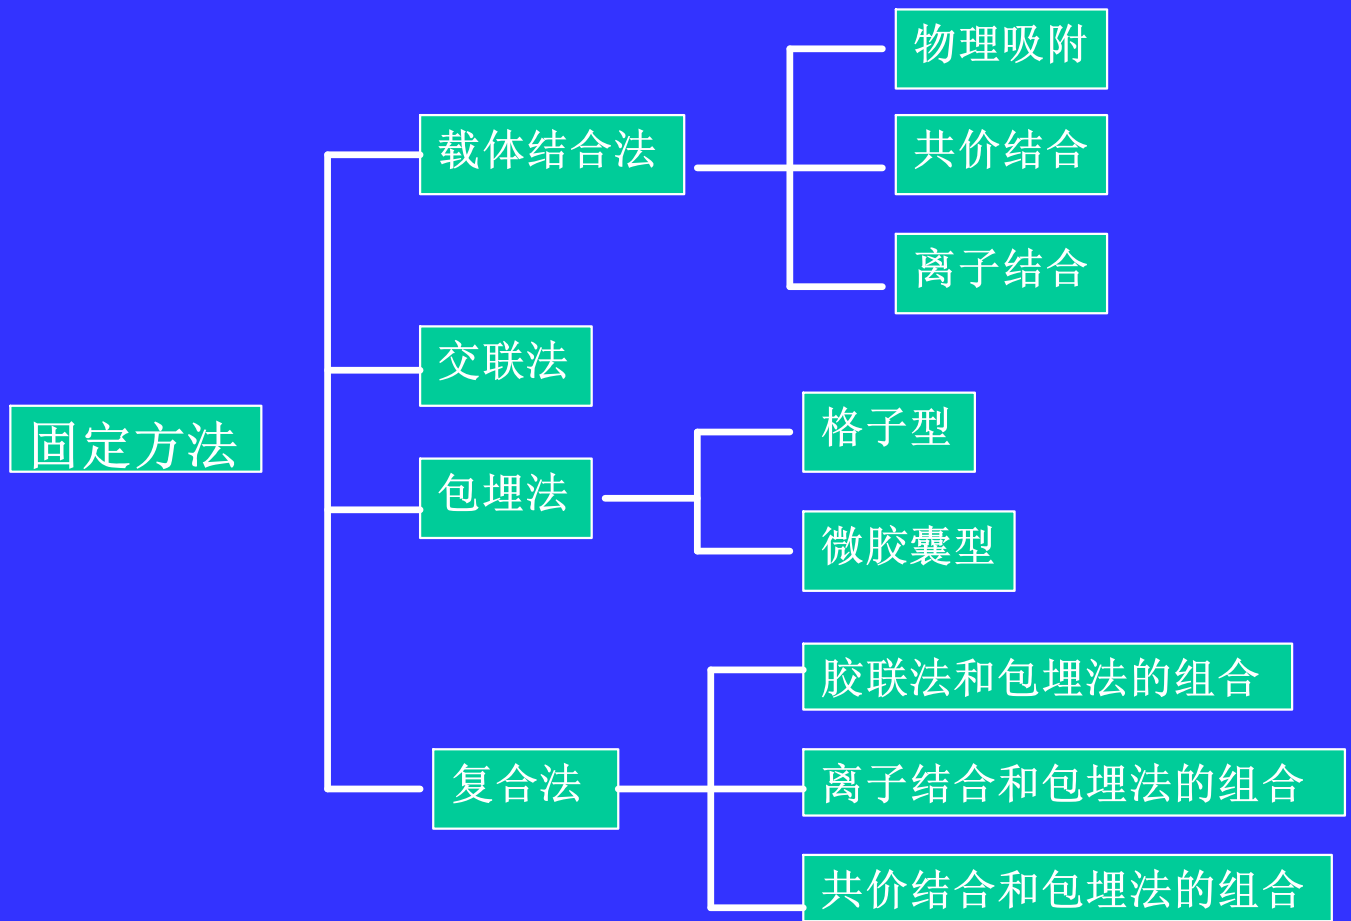 固定方法
载体结合法
物理吸附
共价结合
离子结合
交联法
包埋法
格子型
微胶囊型
复合法
胶联法和包埋法的组合
离子结合和包埋法的组合
共价结合和包埋法的组合